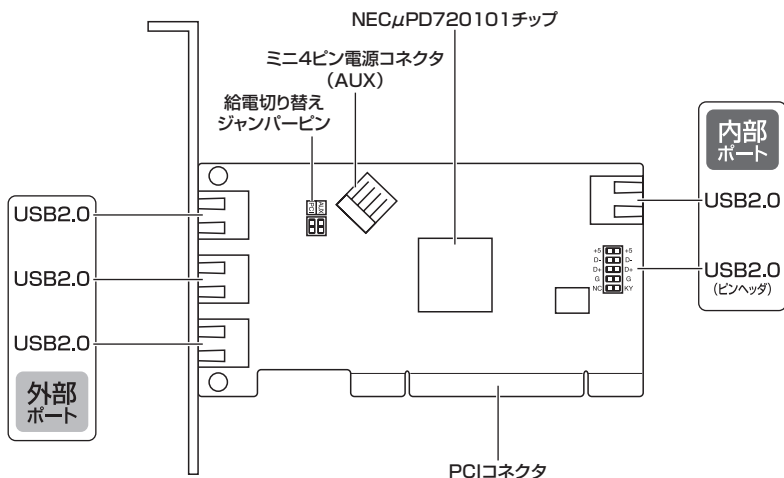 NECμPD720101チップ
ミニ4ピン電源コネクタ
(AUX)
給電切り替え
ジャンパーピン
PCI
AUX
内部
ポート
USB2.0
USB2.0
(ピンヘッダ)
+5 +5
D- D-
D+ D+
G G
NC KY
USB2.0
USB2.0
USB2.0
外部
ポート
PCIコネクタ